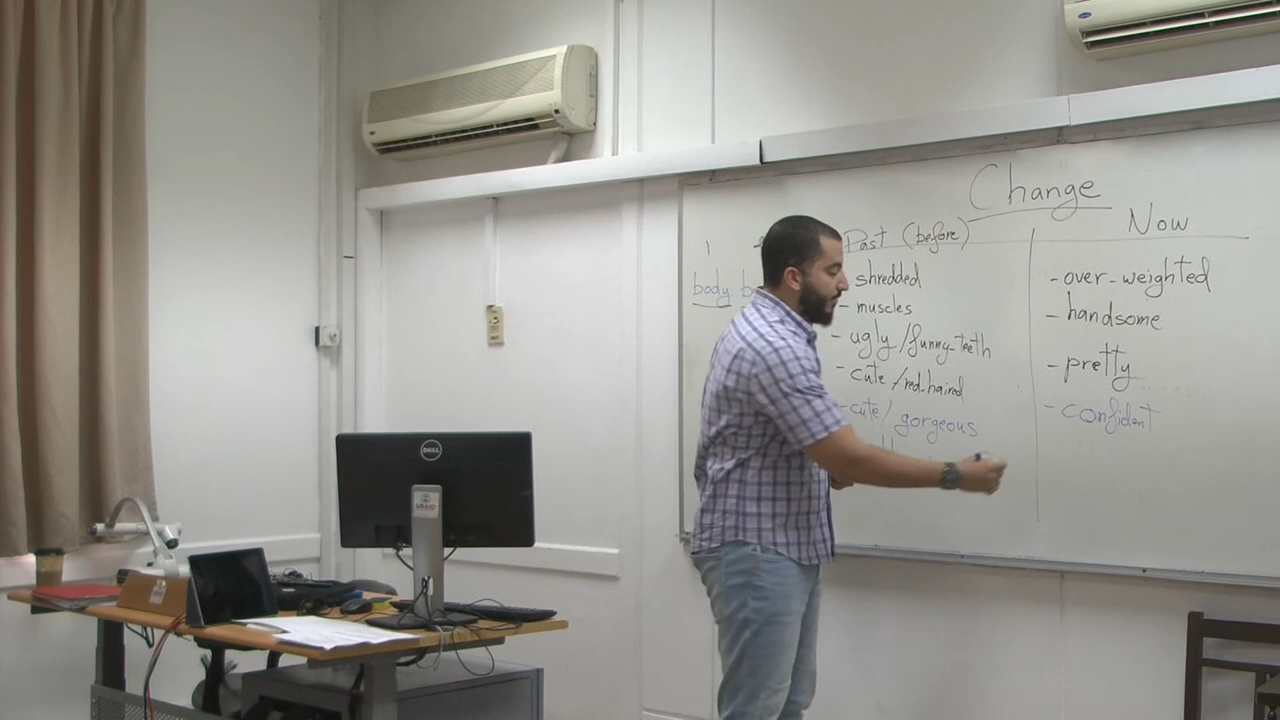 Change
Past (before)
Now
1
body
- shredded
- muscles
- ugly/funny-teeth
- cute/red-haired
- cute/gorgeous
- over-weighted
- handsome
- pretty
- confident
DELL
USAID